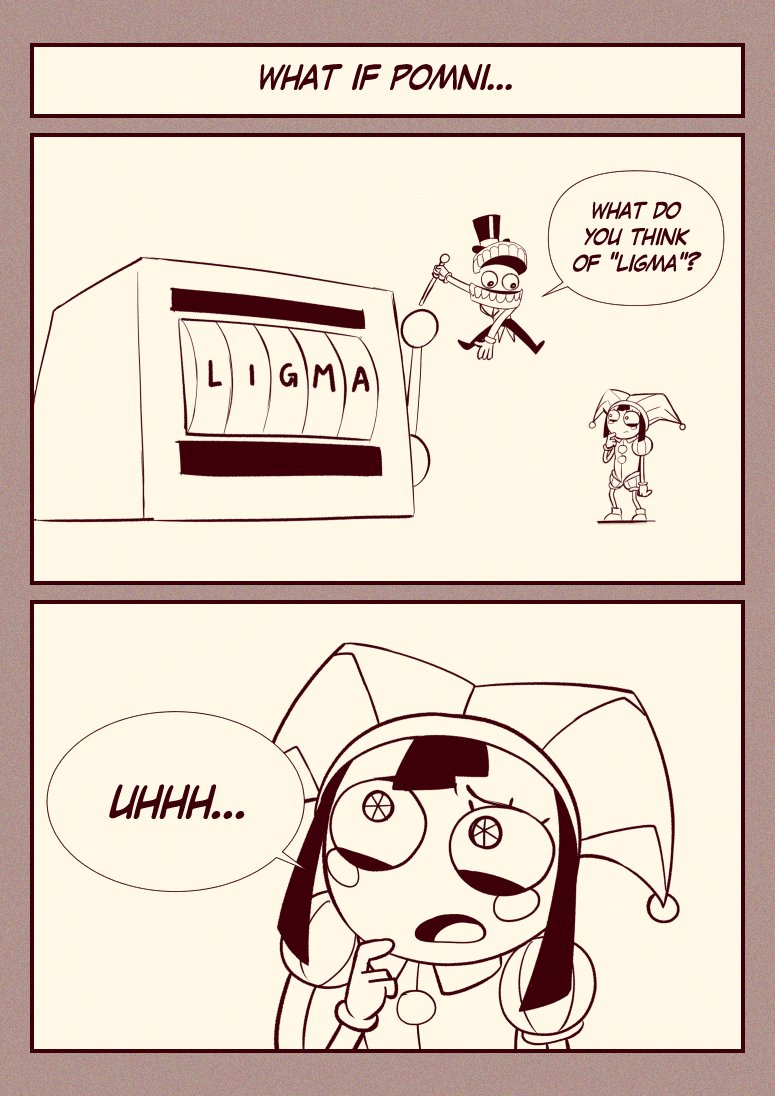 WHAT IF POMNI...
WHAT DO
YOU THINK
OF "LIGMA"?
LIGMA
UHHH...